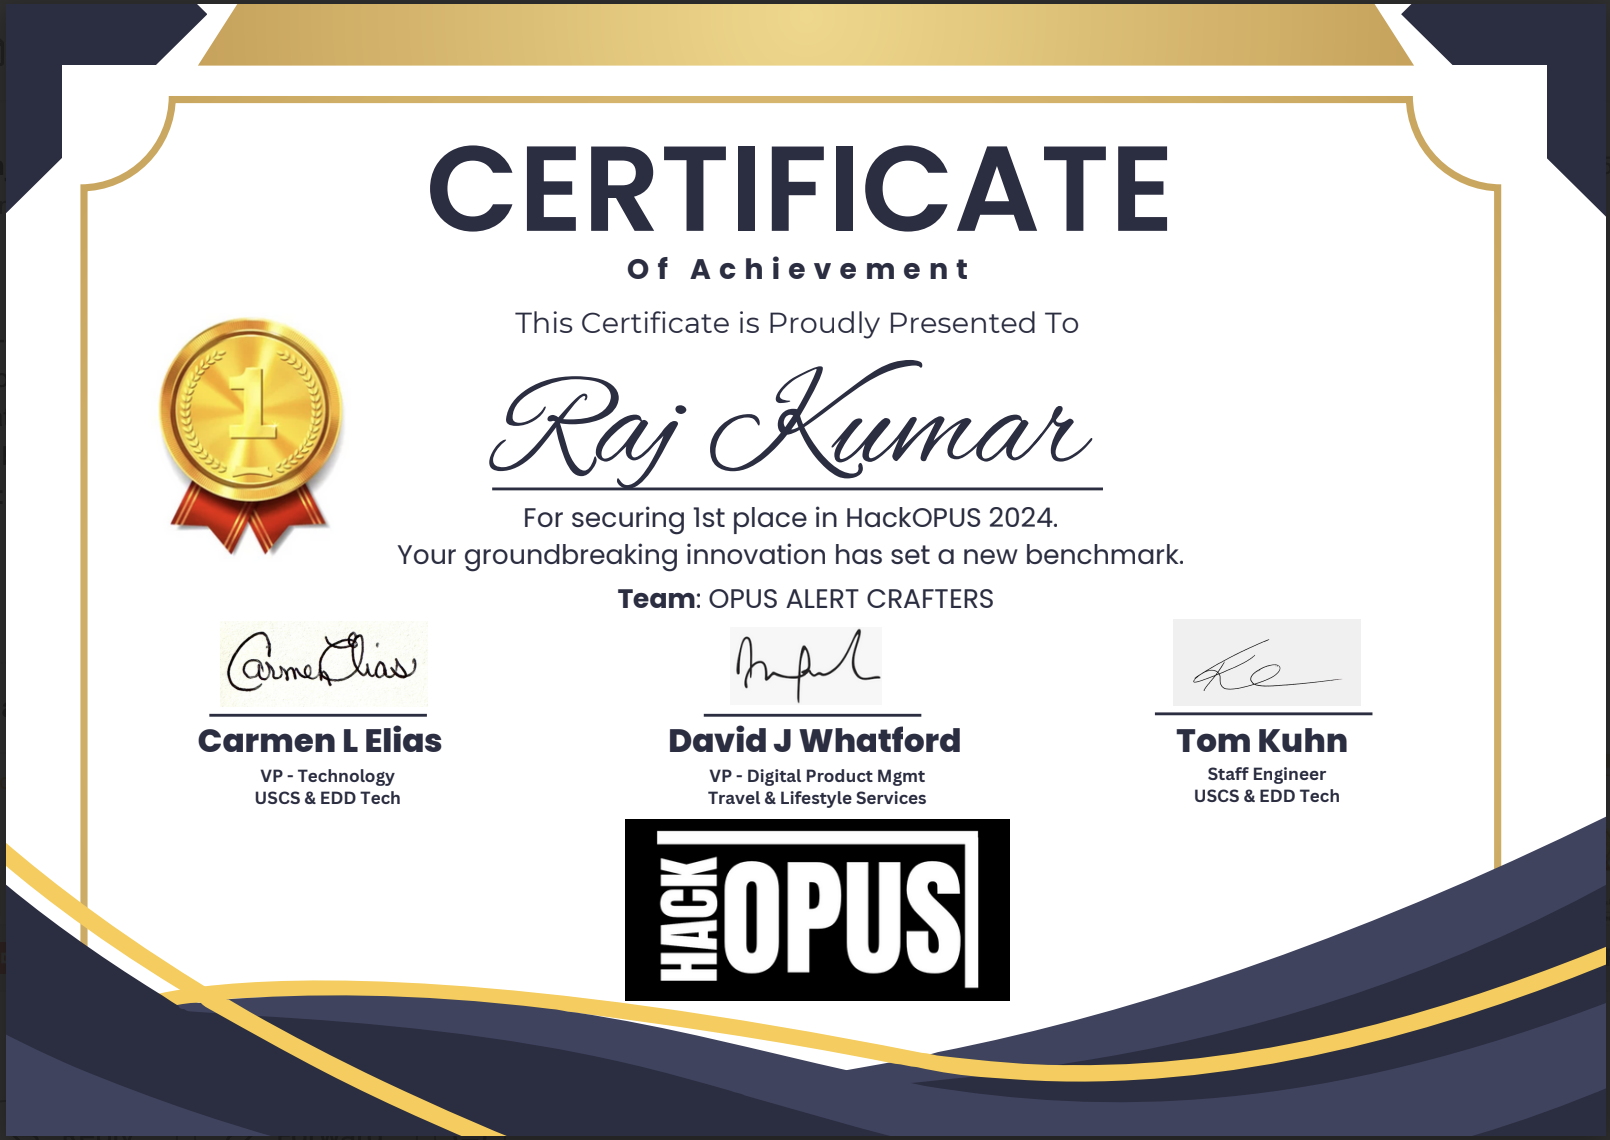 CERTIFICATE
Of Achievement
This Certificate is Proudly Presented To
1
Raj Kumar
For securing 1st place in HackOPUS 2024.
Your groundbreaking innovation has set a new benchmark.
Team: OPUS ALERT CRAFTERS
Carmen Elias
Carmen L Elias
VP - Technology
USCS & EDD Tech
David J Whatford
VP - Digital Product Mgmt
Travel & Lifestyle Services
Tom Kuhn
Staff Engineer
USCS & EDD Tech
HACK OPUS